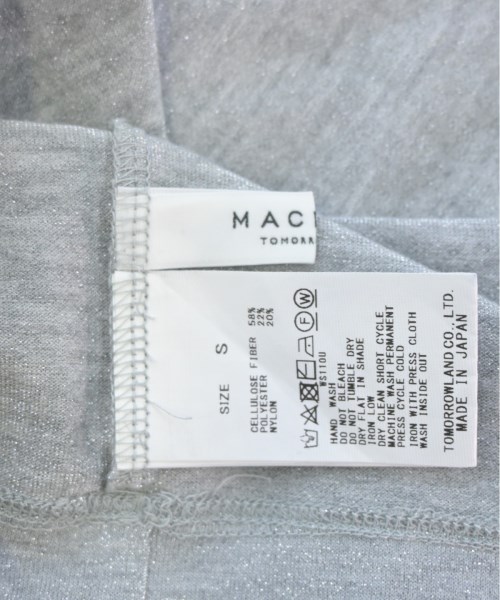 MAC
TOMORR
SIZE S
CELLULOSE FIBER 58%
POLYESTER 22%
NYLON 20%
WS110U
HAND WASH
DO NOT BLEACH
DO NOT TUMBLE DRY
DRY FLAT IN SHADE
IRON LOW
DRY CLEAN SHORT CYCLE
MACHINE WASH PERMANENT
PRESS CYCLE COLD
IRON WITH PRESS CLOTH
WASH INSIDE OUT
TOMORROWLAND CO., LTD.
MADE IN JAPAN